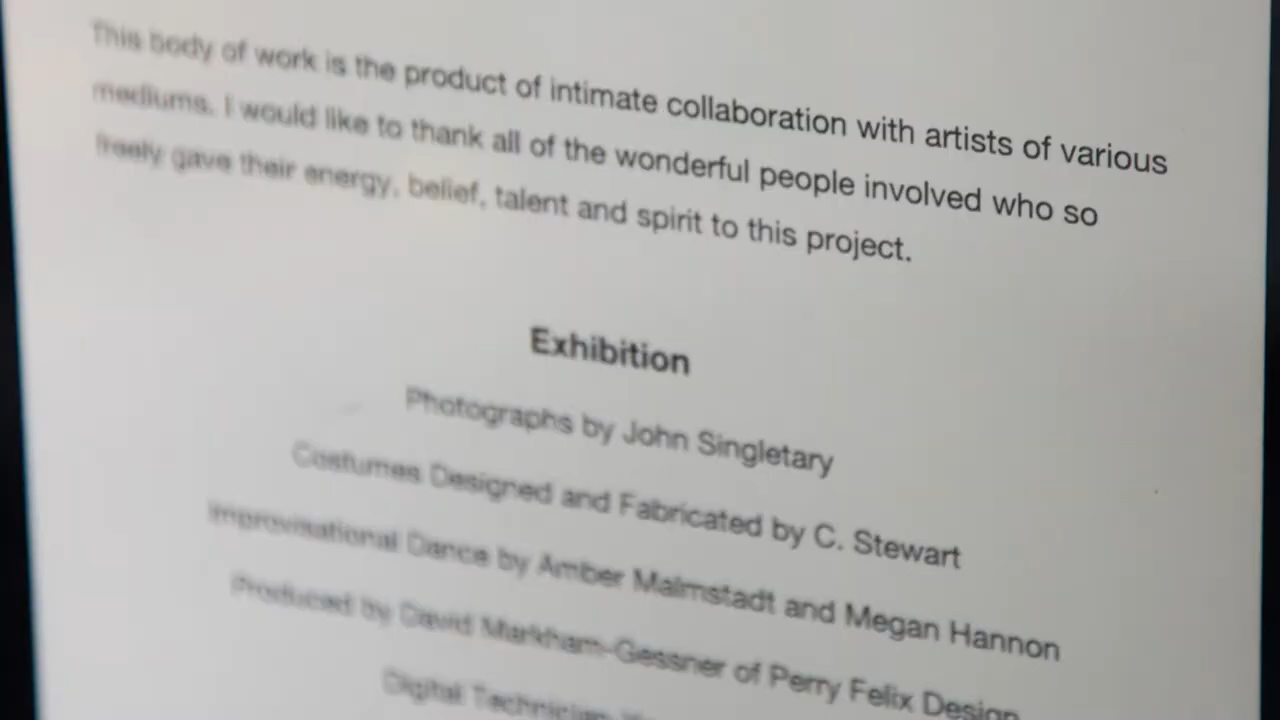 This body of work is the product of intimate collaboration with artists of various
mediums. I would like to thank all of the wonderful people involved who so
freely gave their energy, belief, talent and spirit to this project.
Exhibition
Photographs by John Singletary
Costumes Designed and Fabricated by C. Stewart
Improvisational Dance by Amber Malmstadt and Megan Hannon
Produced by David Markham-Gessner of Perry Felix Design
Digital Technician